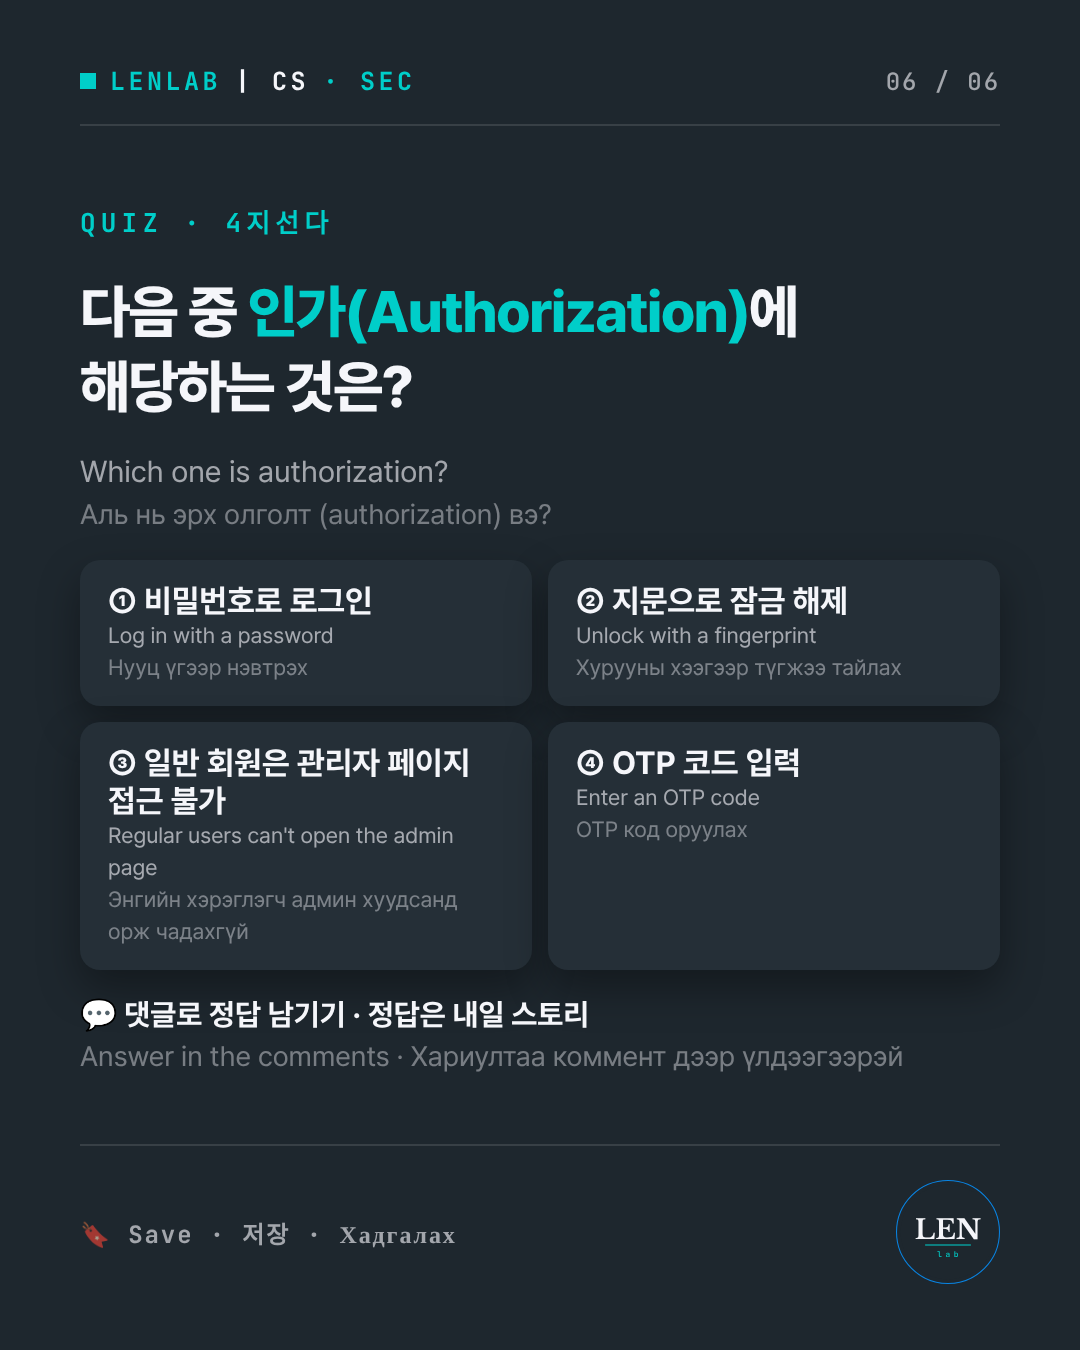 LENLAB | CS · SEC
06 / 06
QUIZ · 4지선다
다음 중 인가(Authorization)에
해당하는 것은?
Which one is authorization?
Аль нь эрх олголт (authorization) вэ?
① 비밀번호로 로그인
Log in with a password
Нууц үгээр нэвтрэх
② 지문으로 잠금 해제
Unlock with a fingerprint
Хурууны хээгээр түгжээ тайлах
③ 일반 회원은 관리자 페이지
접근 불가
Regular users can't open the admin
page
Энгийн хэрэглэгч админ хуудсанд
орж чадахгүй
④ OTP 코드 입력
Enter an OTP code
OTP код оруулах
💬 댓글로 정답 남기기 · 정답은 내일 스토리
Answer in the comments · Хариултаа коммент дээр үлдээгээрэй
🔖 Save · 저장 · Хадгалах
LEN
lab